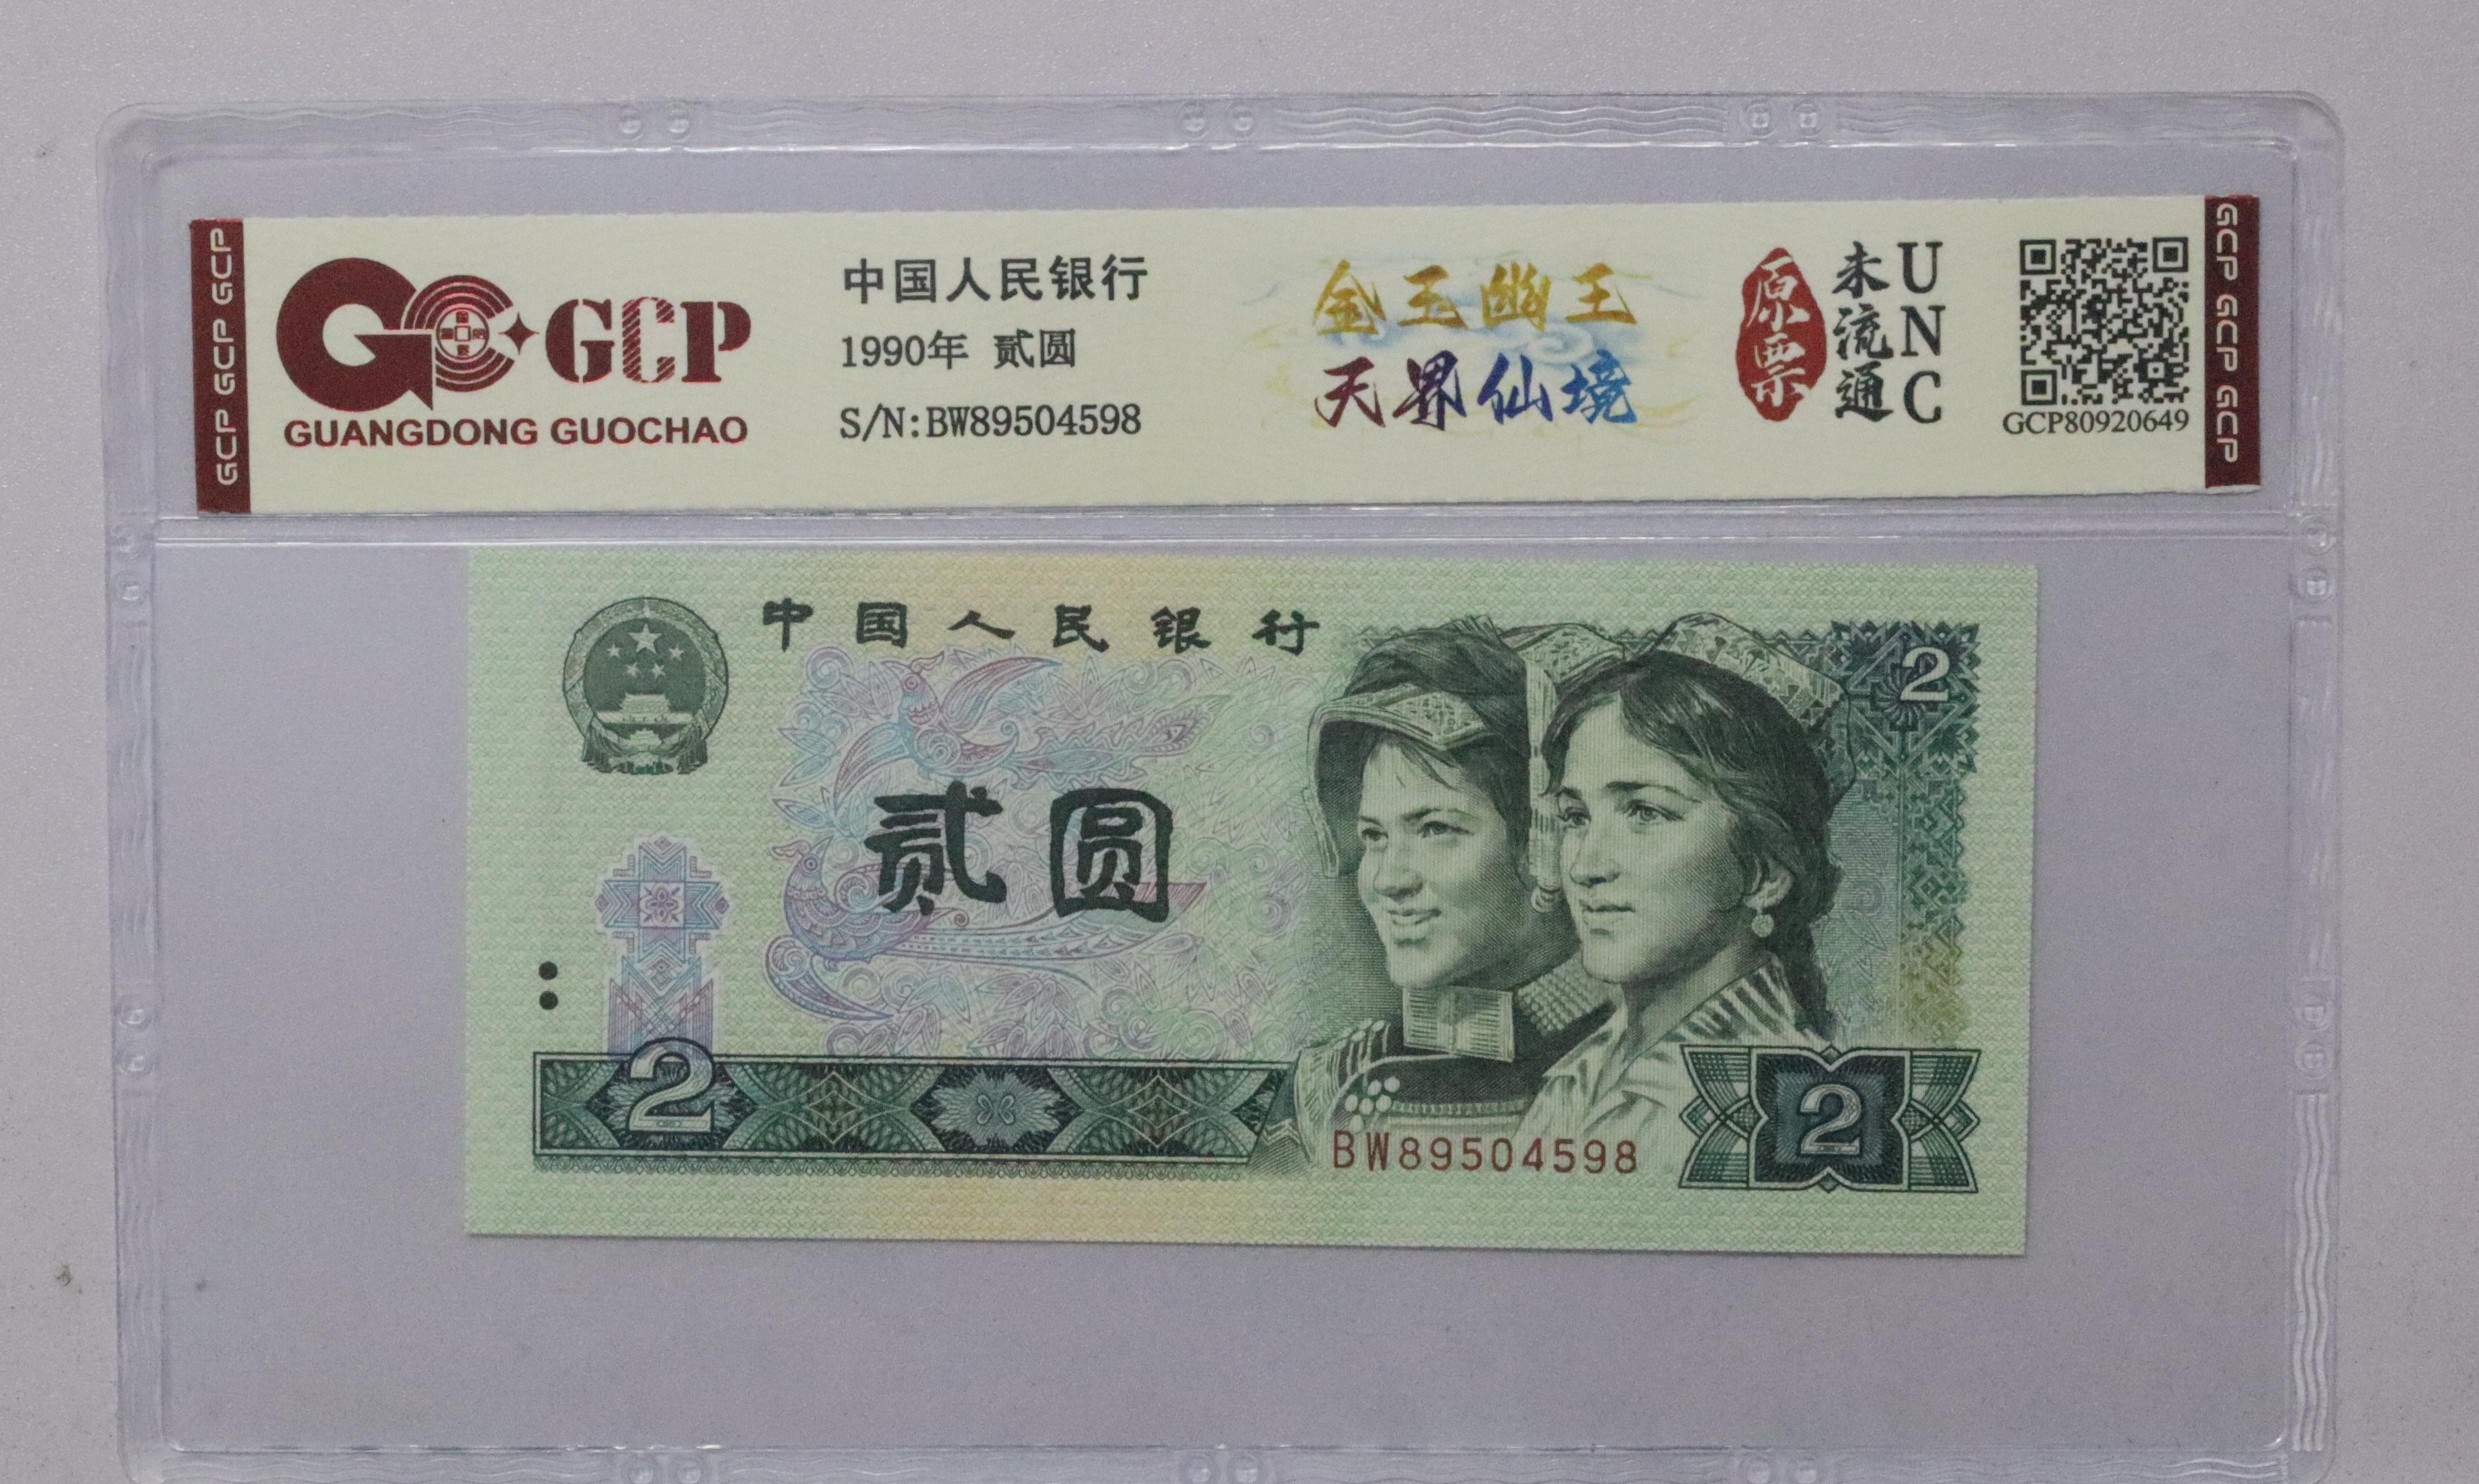 GCP GCP GCP
GCP
GUANGDONG GUOCHAO
中国人民银行
1990年 贰圆
S/N:BW89504598
金玉幽王
天界仙境
原票
未流通
UNC
GCP80920649
GCP GCP GCP
中国人民银行
2
贰圆
2
BW89504598
2